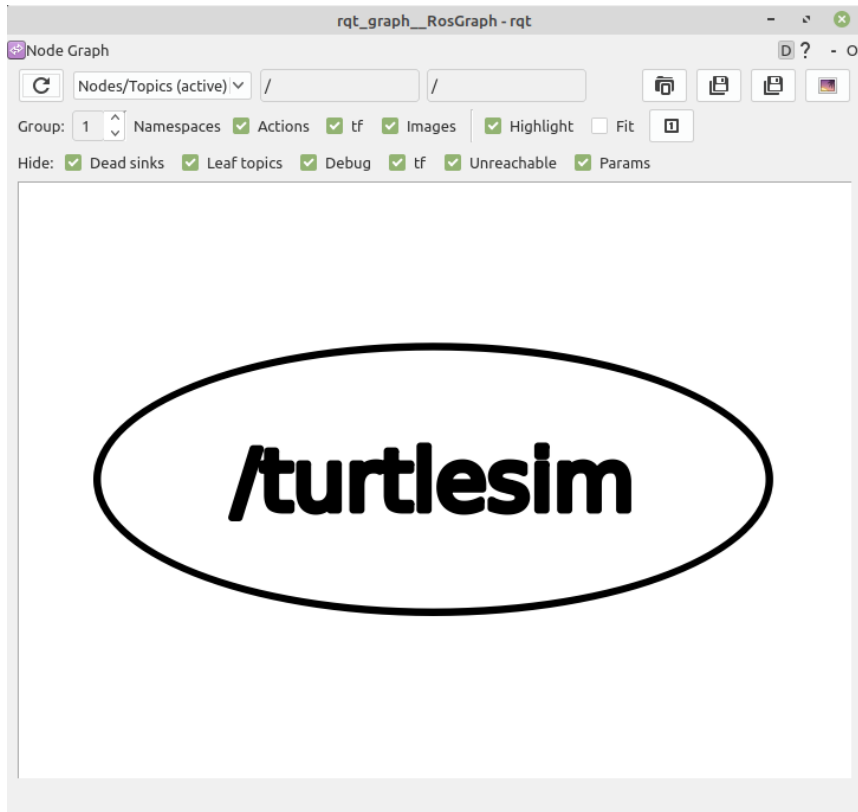 rqt_graph__RosGraph - rqt
Node Graph D ? - O
Nodes/Topics (active) / /
Group: 1 Namespaces Actions tf Images Highlight Fit 1
Hide: Dead sinks Leaf topics Debug tf Unreachable Params
/turtlesim